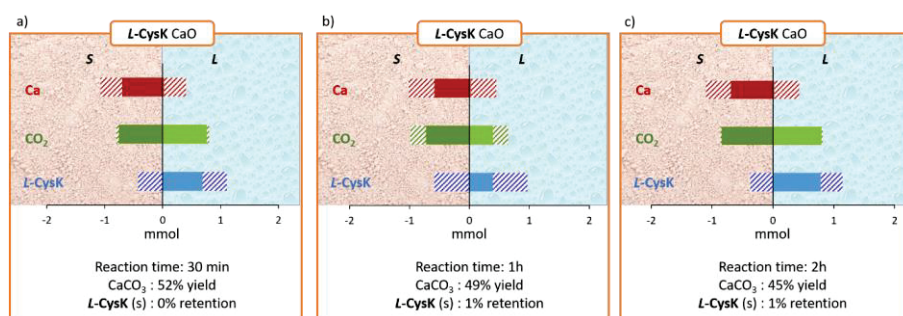 a)
L-CysK CaO
S L
Ca
CO₂
L-CysK
-2 -1 0 1 2
mmol
Reaction time: 30 min
CaCO₃ : 52% yield
L-CysK (s) : 0% retention
b)
L-CysK CaO
S L
Ca
CO₂
L-CysK
-2 -1 0 1 2
mmol
Reaction time: 1h
CaCO₃ : 49% yield
L-CysK (s) : 1% retention
c)
L-CysK CaO
S L
Ca
CO₂
L-CysK
-2 -1 0 1 2
mmol
Reaction time: 2h
CaCO₃ : 45% yield
L-CysK (s) : 1% retention